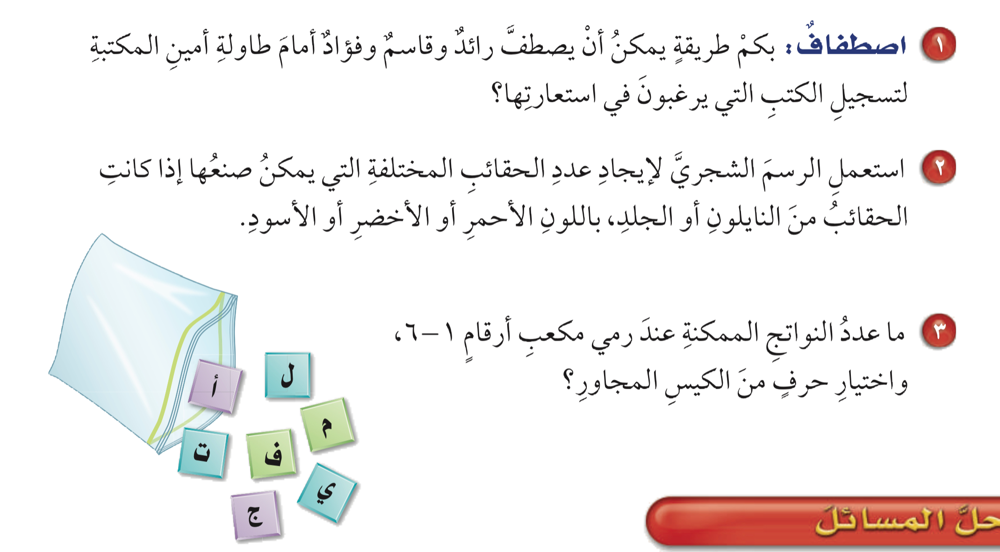 ١ اصطفافٌ: بكمْ طريقةٍ يمكنُ أنْ يصطفَّ رائدٌ وقاسمٌ وفؤادٌ أمامَ طاولةِ أمينِ المكتبةِ
لتسجيلِ الكتبِ التي يرغبونَ في استعارتِها؟
٢ استعملِ الرسمَ الشجريَّ لإيجادِ عددِ الحقائبِ المختلفةِ التي يمكنُ صنعُها إذا كانتِ
الحقائبُ منَ النايلونِ أو الجلدِ، باللونِ الأحمرِ أو الأخضرِ أو الأسودِ.
٣ ما عددُ النواتجِ الممكنةِ عندَ رمي مكعبِ أرقامٍ ١ – ٦،
واختيارِ حرفٍ منَ الكيسِ المجاورِ؟
ل
أ
م
ف
ت
ي
ج
حلَّ المسائلَ